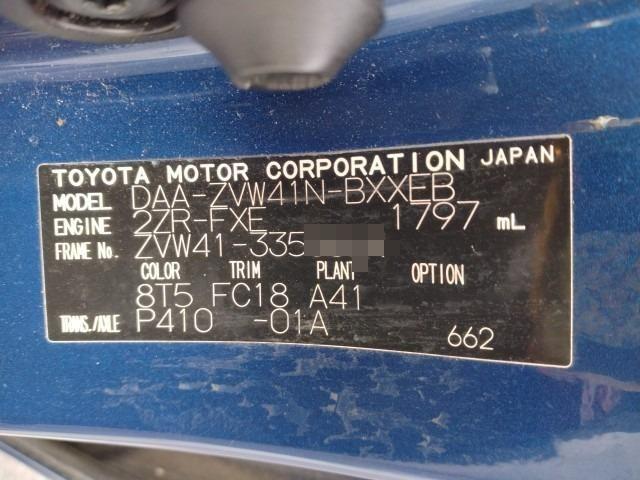 TOYOTA MOTOR CORPORATION JAPAN
MODEL DAA-ZVW41N-BXXEB
ENGINE 2ZR-FXE 1797 mL
FRAME No. ZVW41-335
COLOR TRIM PLANT OPTION
8T5 FC18 A41
TRANS./AXLE P410 -01A
662